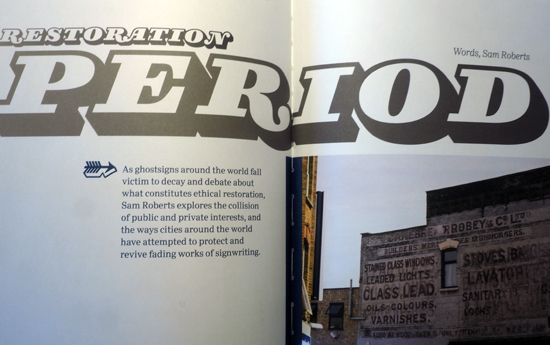 RESTORATION
PERIOD
Words, Sam Roberts
As ghostsigns around the world fall
victim to decay and debate about
what constitutes ethical restoration,
Sam Roberts explores the collision
of public and private interests, and
the ways cities around the world
have attempted to protect and
revive fading works of signwriting.
ROBEY & Co LTD
STAINED GLASS WINDOWS,
LEADED LIGHTS,
GLASS, LEAD
OILS & COLOURS,
VARNISHES.
STOVES
LAVATOR
SANITAR